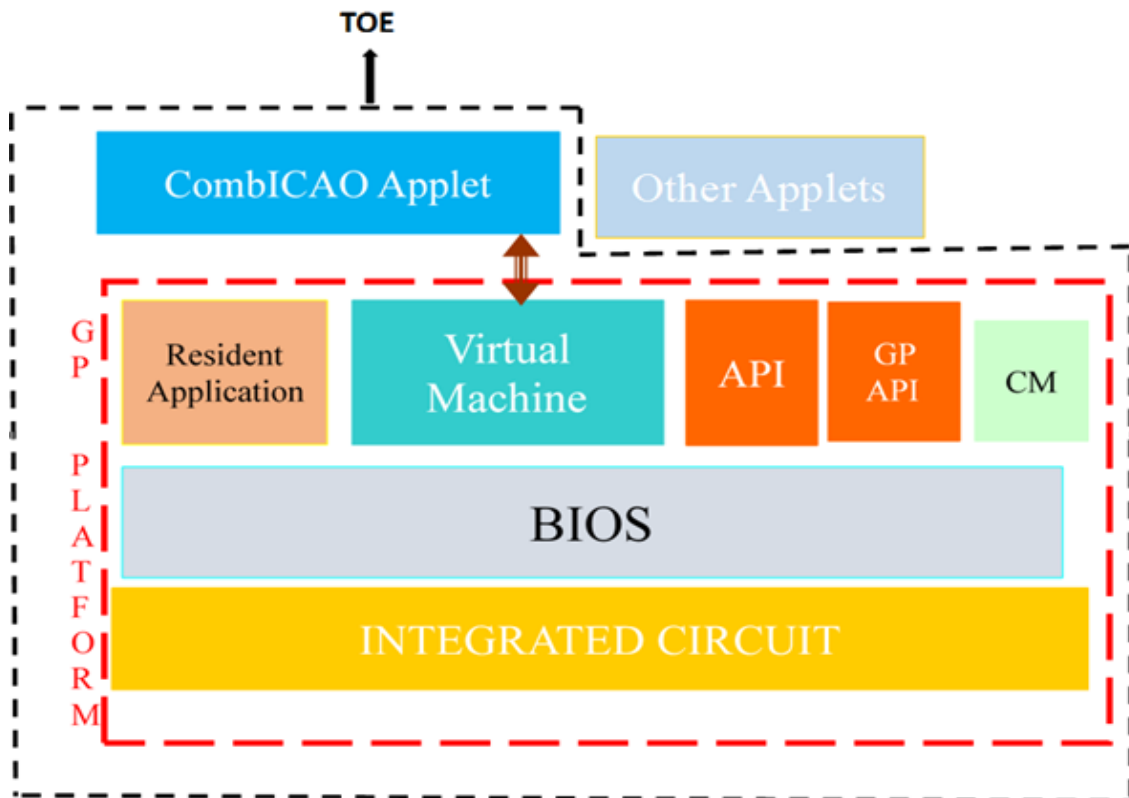 TOE
CombICAO Applet
Other Applets
GP PLATFORM
Resident
Application
Virtual
Machine
API
GP
API
CM
BIOS
INTEGRATED CIRCUIT